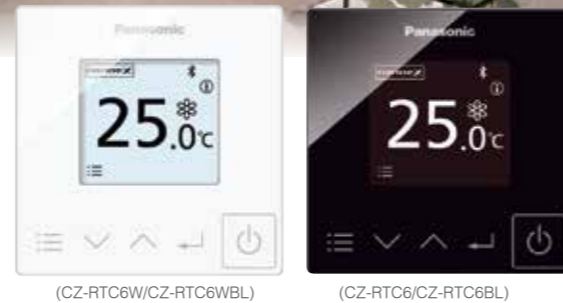 Panasonic
25.0℃
Panasonic
25.0℃
(CZ-RTC6W/CZ-RTC6WBL)
(CZ-RTC6/CZ-RTC6BL)